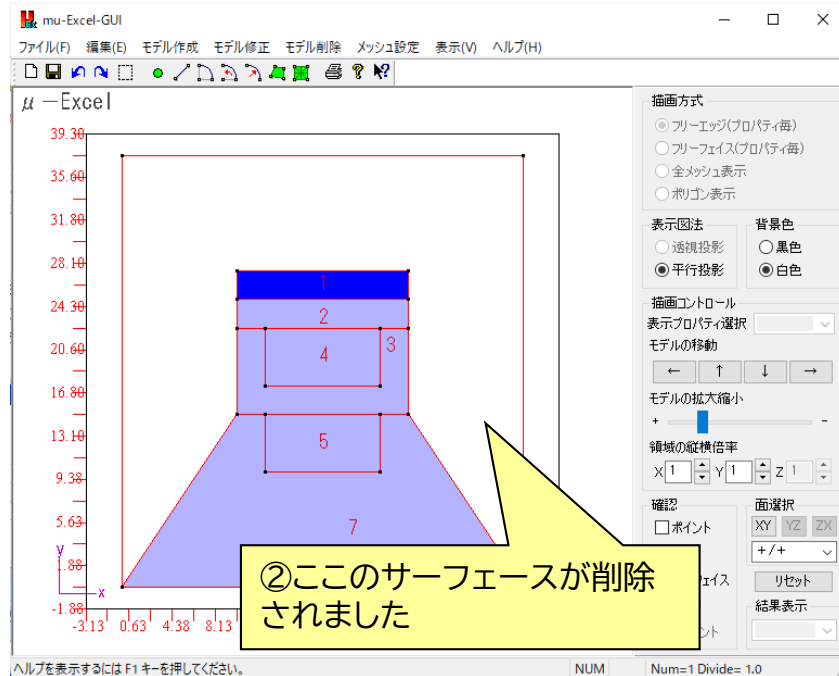 mu-Excel-GUI
ファイル(F) 編集(E) モデル作成 モデル修正 モデル削除 メッシュ設定 表示(V) ヘルプ(H)
μ－Excel
39.30
35.60
31.80
28.10
24.30
20.60
16.80
13.10
9.38
5.63
1.88
-1.88
y
x
-3.13 0.63 4.38 8.13
1
2
3
4
5
7
②ここのサーフェースが削除
されました
描画方式
フリーエッジ(プロパティ毎)
フリーフェイス(プロパティ毎)
全メッシュ表示
ポリゴン表示
表示図法
透視投影
平行投影
背景色
黒色
白色
描画コントロール
表示プロパティ選択
モデルの移動
← ↑ ↓ →
モデルの拡大縮小
+ -
領域の縦横倍率
X 1 Y 1 Z 1
確認
ポイント
面選択
XY YZ ZX
+/+
リセット
結果表示
ヘルプを表示するには F1 キーを押してください。
NUM
Num=1 Divide= 1.0